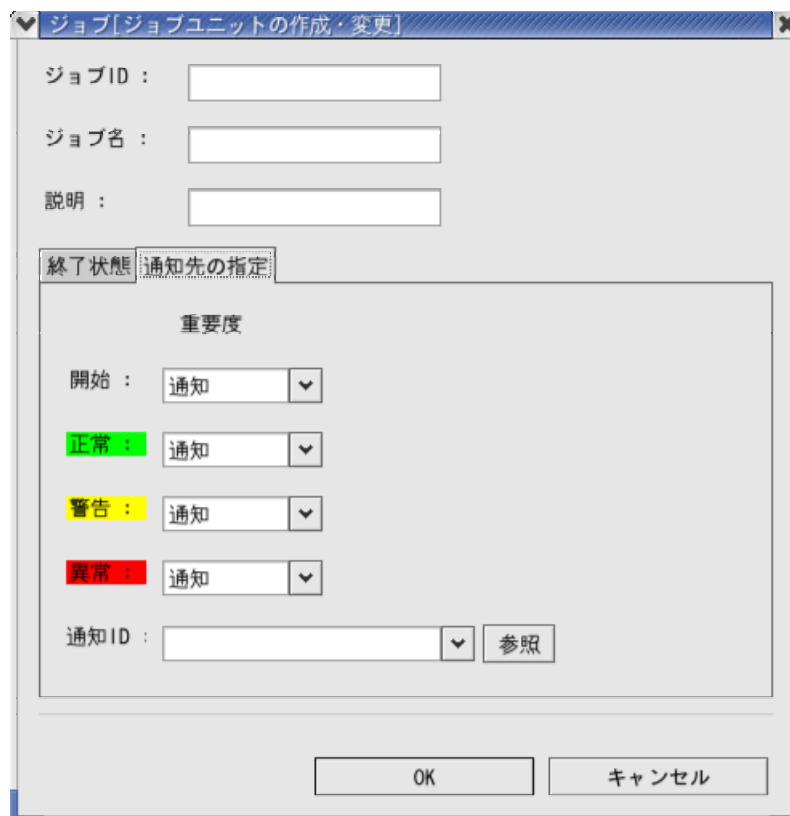 ジョブ[ジョブユニットの作成・変更]
ジョブID：
ジョブ名：
説明：
終了状態 通知先の指定
重要度
開始： 通知
正常： 通知
警告： 通知
異常： 通知
通知ID： 参照
OK キャンセル